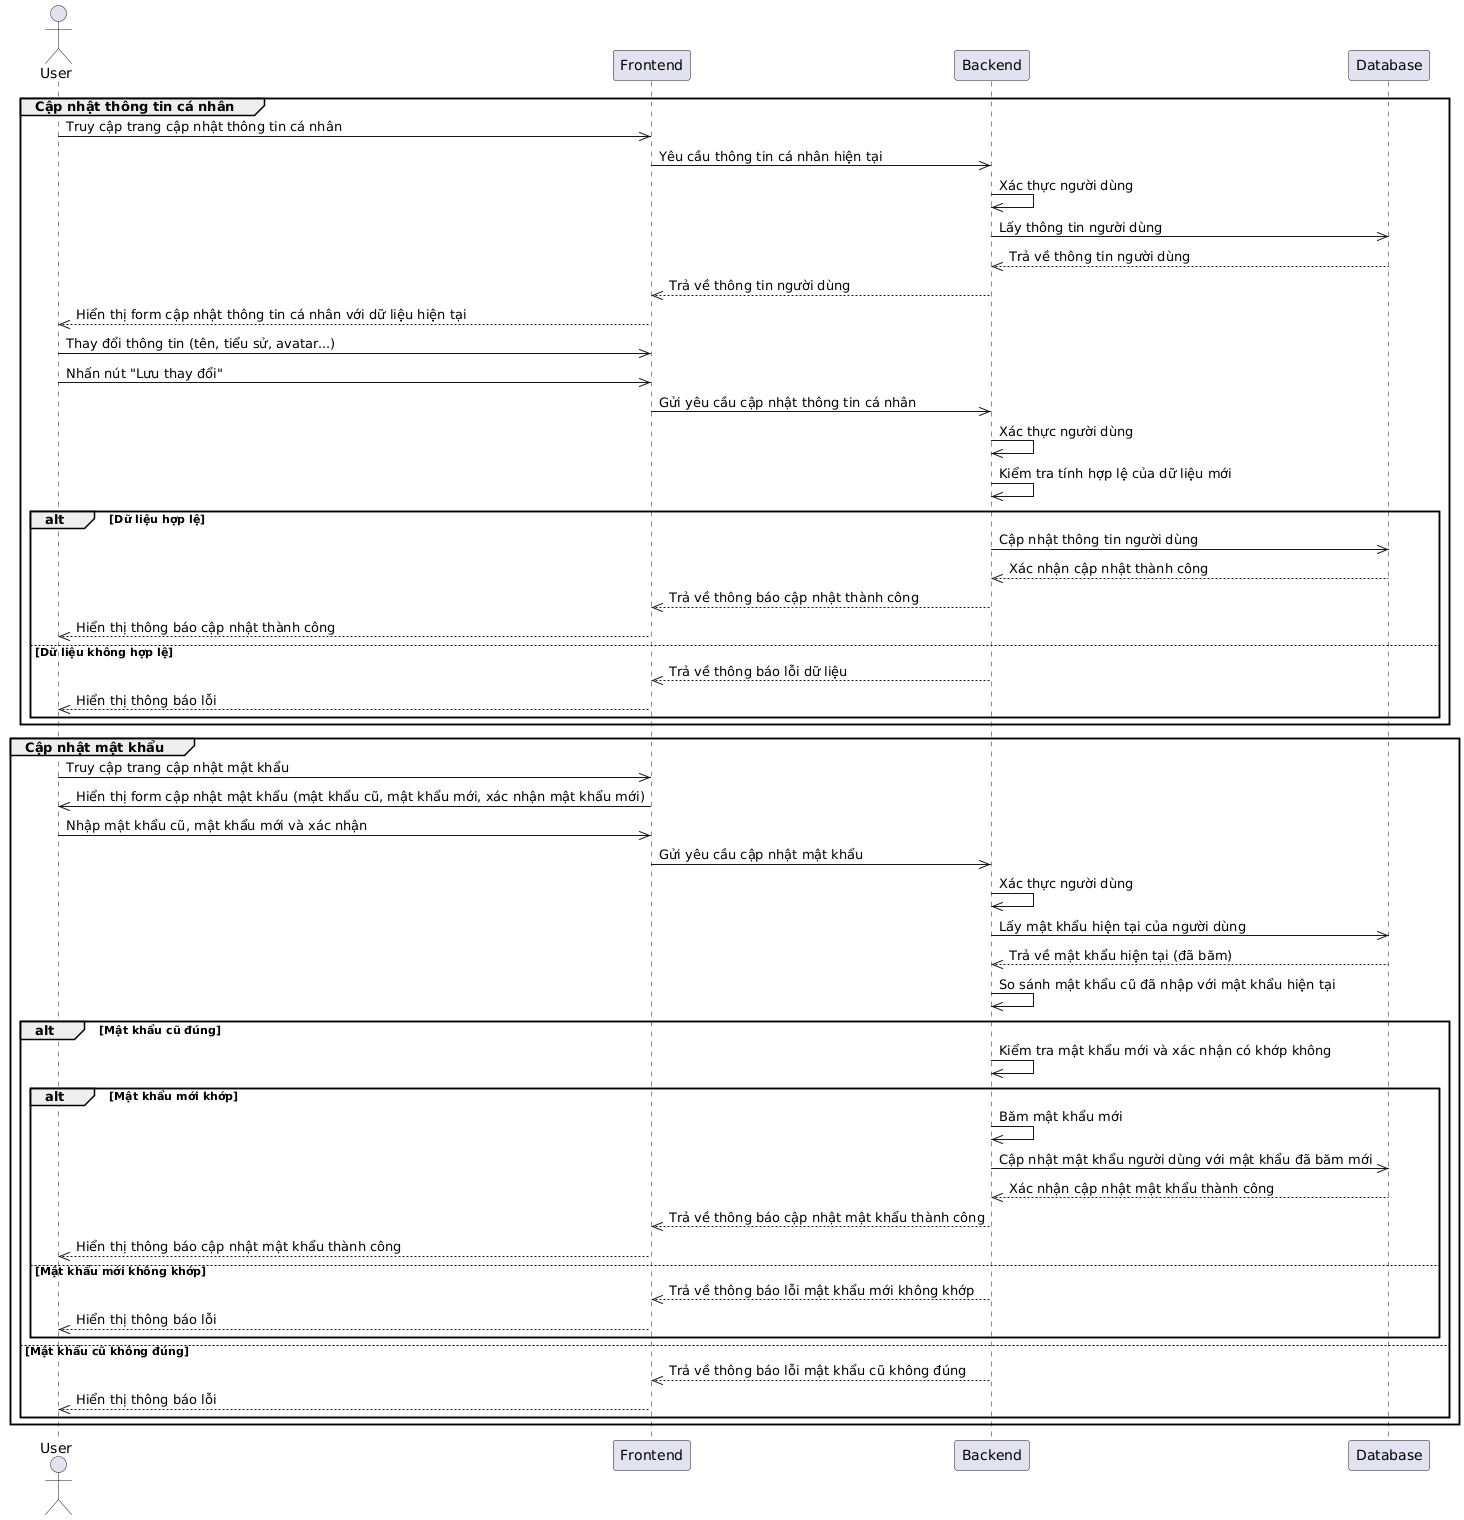 User
Frontend
Backend
Database
Cập nhật thông tin cá nhân
Truy cập trang cập nhật thông tin cá nhân
Yêu cầu thông tin cá nhân hiện tại
Xác thực người dùng
Lấy thông tin người dùng
Trả về thông tin người dùng
Trả về thông tin người dùng
Hiển thị form cập nhật thông tin cá nhân với dữ liệu hiện tại
Thay đổi thông tin (tên, tiểu sử, avatar...)
Nhấn nút "Lưu thay đổi"
Gửi yêu cầu cập nhật thông tin cá nhân
Xác thực người dùng
Kiểm tra tính hợp lệ của dữ liệu mới
alt [Dữ liệu hợp lệ]
Cập nhật thông tin người dùng
Xác nhận cập nhật thành công
Trả về thông báo cập nhật thành công
Hiển thị thông báo cập nhật thành công
[Dữ liệu không hợp lệ]
Trả về thông báo lỗi dữ liệu
Hiển thị thông báo lỗi
Cập nhật mật khẩu
Truy cập trang cập nhật mật khẩu
Hiển thị form cập nhật mật khẩu (mật khẩu cũ, mật khẩu mới, xác nhận mật khẩu mới)
Nhập mật khẩu cũ, mật khẩu mới và xác nhận
Gửi yêu cầu cập nhật mật khẩu
Xác thực người dùng
Lấy mật khẩu hiện tại của người dùng
Trả về mật khẩu hiện tại (đã băm)
So sánh mật khẩu cũ đã nhập với mật khẩu hiện tại
alt [Mật khẩu cũ đúng]
Kiểm tra mật khẩu mới và xác nhận có khớp không
alt [Mật khẩu mới khớp]
Băm mật khẩu mới
Cập nhật mật khẩu người dùng với mật khẩu đã băm mới
Xác nhận cập nhật mật khẩu thành công
Trả về thông báo cập nhật mật khẩu thành công
Hiển thị thông báo cập nhật mật khẩu thành công
[Mật khẩu mới không khớp]
Trả về thông báo lỗi mật khẩu mới không khớp
Hiển thị thông báo lỗi
[Mật khẩu cũ không đúng]
Trả về thông báo lỗi mật khẩu cũ không đúng
Hiển thị thông báo lỗi
User
Frontend
Backend
Database